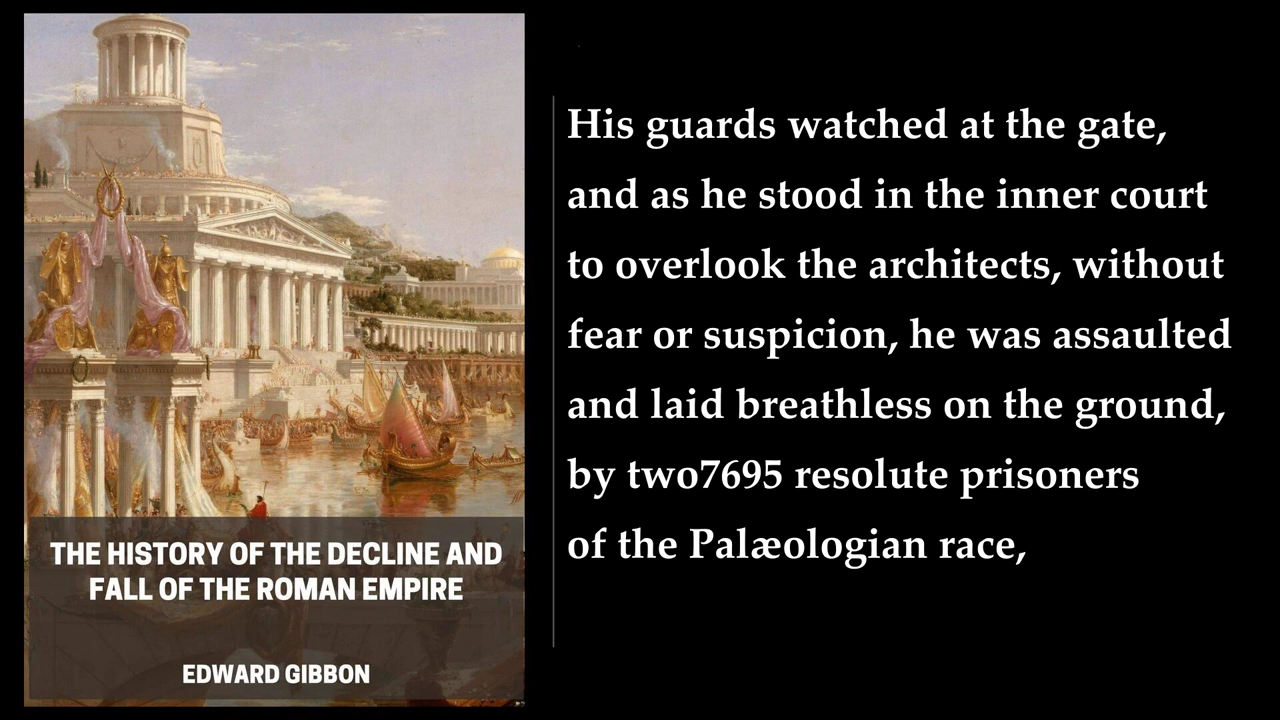 His guards watched at the gate,
and as he stood in the inner court
to overlook the architects, without
fear or suspicion, he was assaulted
and laid breathless on the ground,
by two7695 resolute prisoners
of the Palæologian race,
THE HISTORY OF THE DECLINE AND
FALL OF THE ROMAN EMPIRE
EDWARD GIBBON